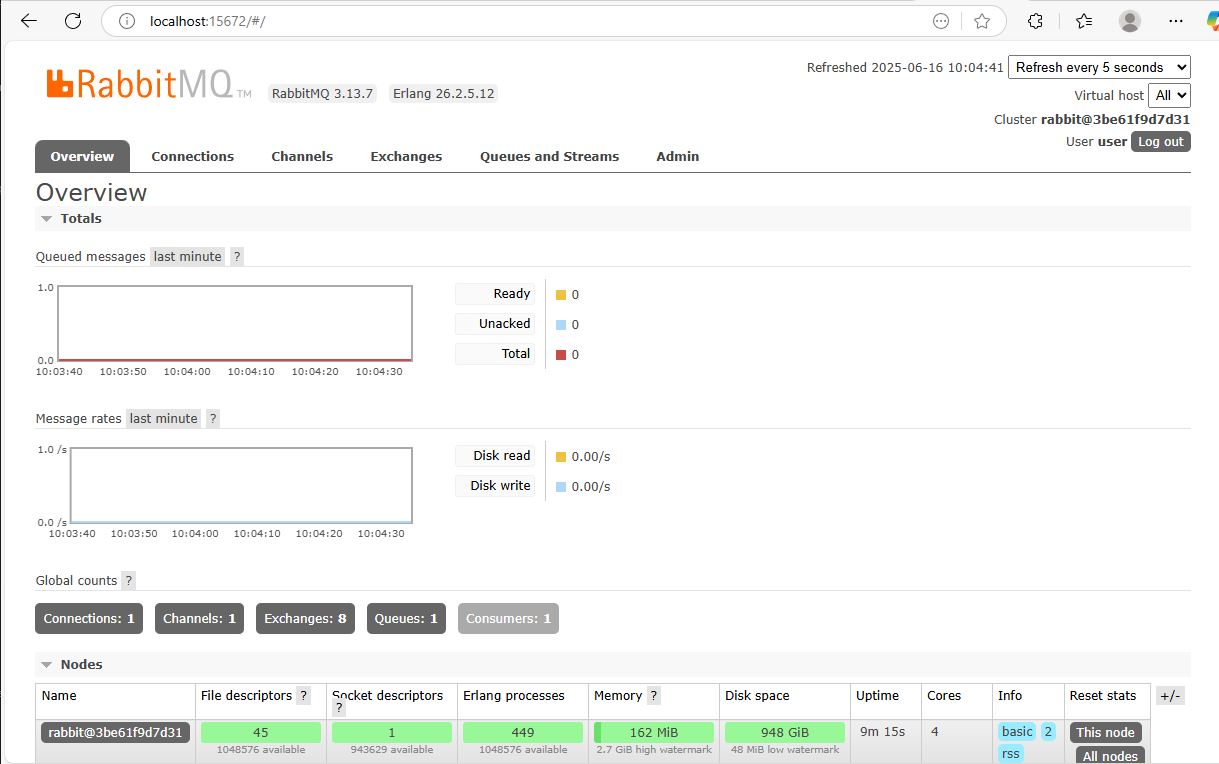 localhost:15672/#/
RabbitMQ TM RabbitMQ 3.13.7 Erlang 26.2.5.12
Refreshed 2025-06-16 10:04:41 Refresh every 5 seconds
Virtual host All
Cluster rabbit@3be61f9d7d31
User user Log out
Overview Connections Channels Exchanges Queues and Streams Admin
Overview
Totals
Queued messages last minute ?
1.0
0.0
10:03:40 10:03:50 10:04:00 10:04:10 10:04:20 10:04:30
Ready 0
Unacked 0
Total 0
Message rates last minute ?
1.0 /s
0.0 /s
10:03:40 10:03:50 10:04:00 10:04:10 10:04:20 10:04:30
Disk read 0.00/s
Disk write 0.00/s
Global counts ?
Connections: 1 Channels: 1 Exchanges: 8 Queues: 1 Consumers: 1
Nodes
Name File descriptors ? Socket descriptors ? Erlang processes Memory ? Disk space Uptime Cores Info Reset stats +/-
rabbit@3be61f9d7d31 45 1 449 162 MiB 948 GiB 9m 15s 4 basic 2 This node
1048576 available 943629 available 1048576 available 2.7 GiB high watermark 48 MiB low watermark rss All nodes